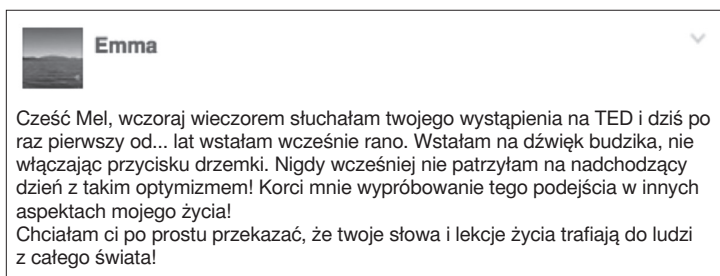 Emma
Cześć Mel, wczoraj wieczorem słuchałam twojego wystąpienia na TED i dziś po
raz pierwszy od... lat wstałam wcześnie rano. Wstałam na dźwięk budzika, nie
włączając przycisku drzemki. Nigdy wcześniej nie patrzyłam na nadchodzący
dzień z takim optymizmem! Korci mnie wypróbowanie tego podejścia w innych
aspektach mojego życia!
Chciałam ci po prostu przekazać, że twoje słowa i lekcje życia trafiają do ludzi
z całego świata!